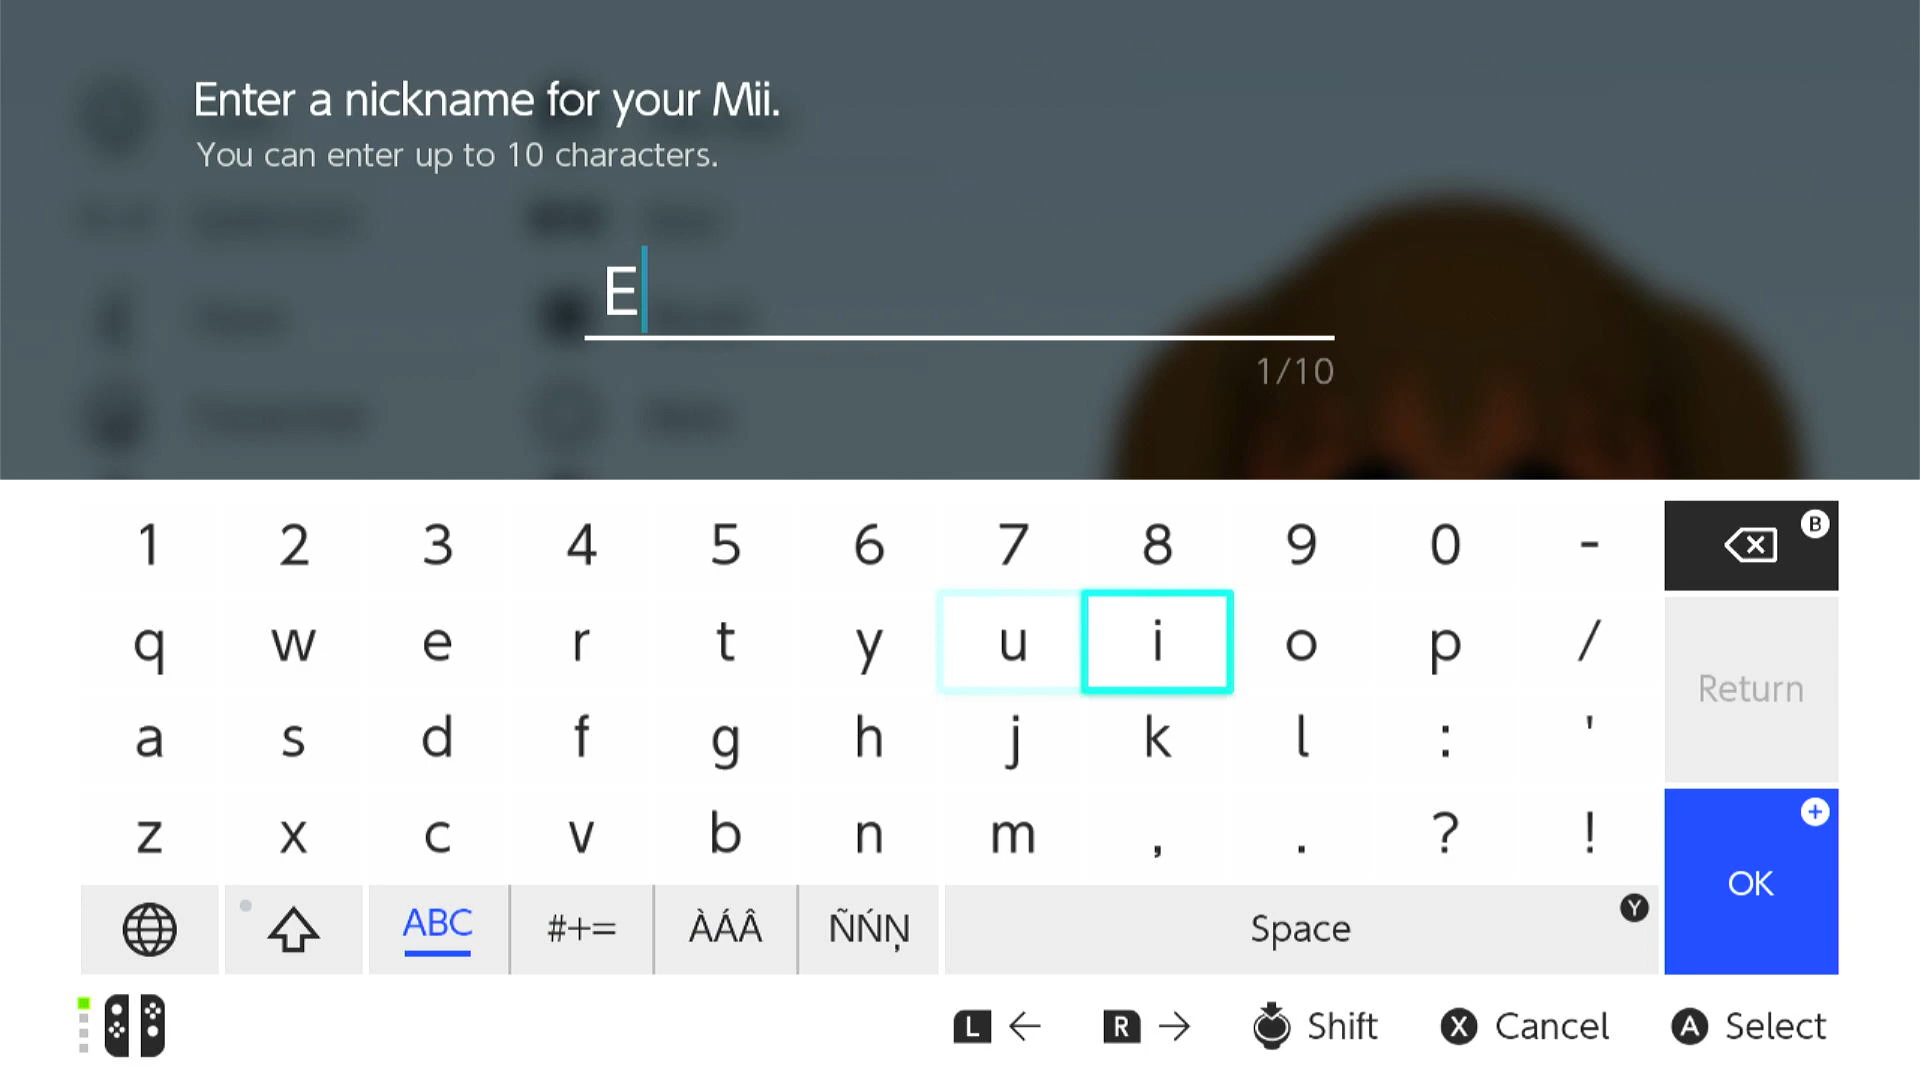 Enter a nickname for your Mii.
You can enter up to 10 characters.
E
1/10
1 2 3 4 5 6 7 8 9 0 - B
q w e r t y u i o p /
Return
a s d f g h j k l : '
z x c v b n m , . ? ! +
OK
ABC #+= ÀÁÂ ÑŃŅ Space Y
L ← R → Shift X Cancel A Select